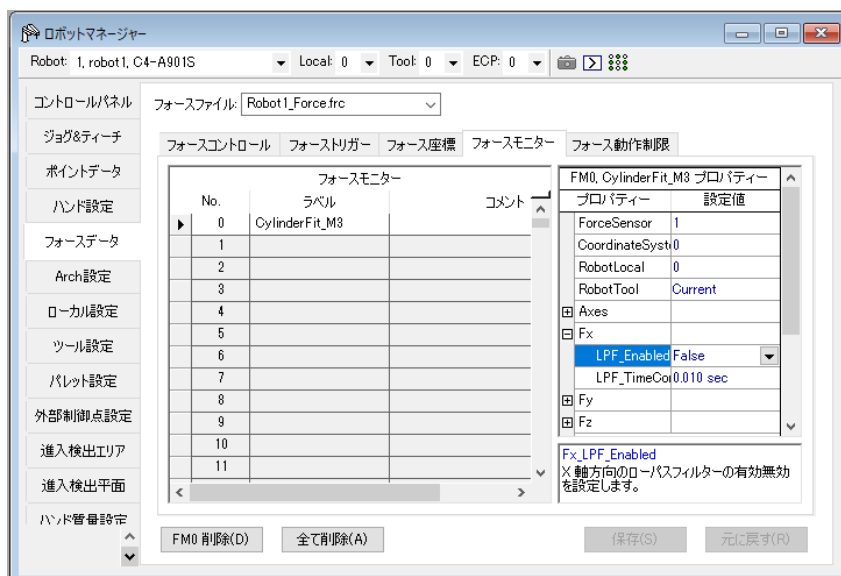 ロボットマネージャー
Robot: 1, robot1, C4-A901S Local: 0 Tool: 0 ECP: 0
コントロールパネル
ジョグ&ティーチ
ポイントデータ
ハンド設定
フォースデータ
Arch設定
ローカル設定
ツール設定
パレット設定
外部制御点設定
進入検出エリア
進入検出平面
ハンド質量設定
フォースファイル: Robot1_Force.frc
フォースコントロール フォーストリガー フォース座標 フォースモニター フォース動作制限
フォースモニター
No. ラベル コメント
0 CylinderFit_M3
1
2
3
4
5
6
7
8
9
10
11
FM0, CylinderFit_M3 プロパティー
プロパティー 設定値
ForceSensor 1
CoordinateSyst 0
RobotLocal 0
RobotTool Current
Axes
Fx
LPF_Enabled False
LPF_TimeCo 0.010 sec
Fy
Fz
Fx_LPF_Enabled
X 軸方向のローパスフィルターの有効無効
を設定します。
FM0 削除(D) 全て削除(A) 保存(S) 元に戻す(R)